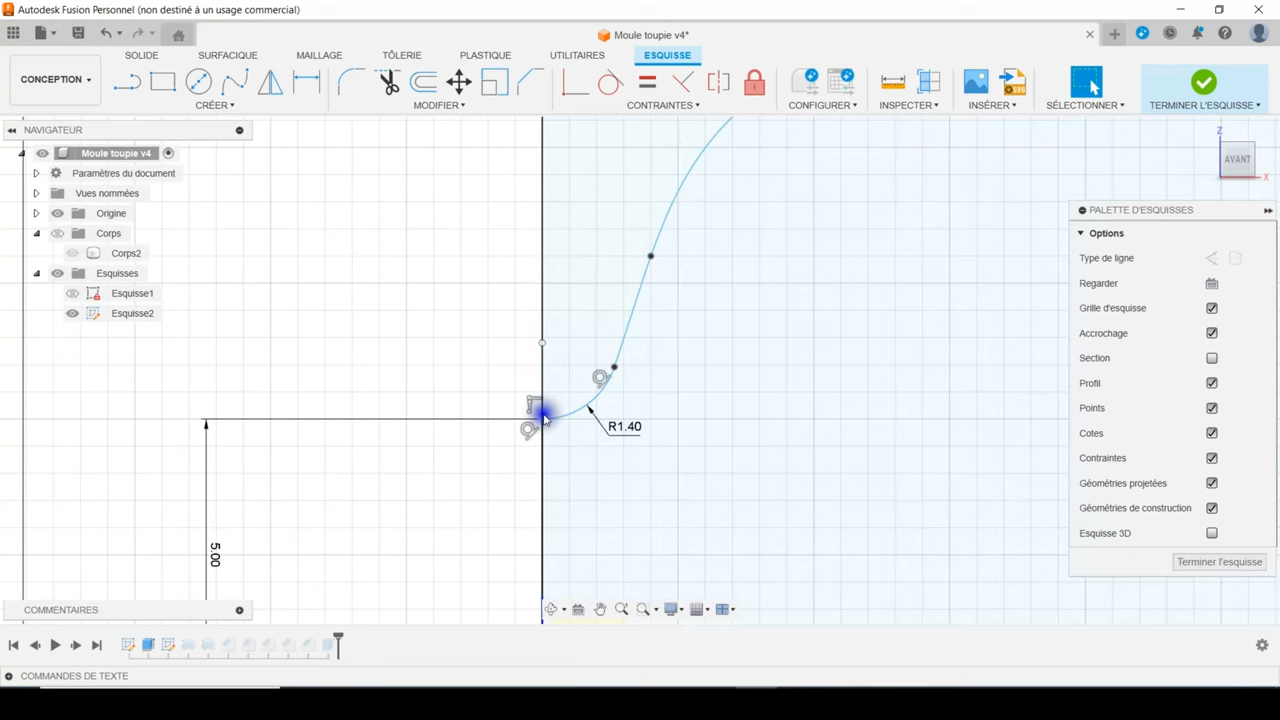 Autodesk Fusion Personnel (non destiné à un usage commercial)
Moule toupie v4*
SOLIDE SURFACIQUE MAILLAGE TÔLERIE PLASTIQUE UTILITAIRES ESQUISSE
CONCEPTION
CRÉER MODIFIER CONTRAINTES CONFIGURER INSPECTER INSÉRER SÉLECTIONNER TERMINER L'ESQUISSE
NAVIGATEUR
Moule toupie v4
Paramètres du document
Vues nommées
Origine
Corps
Corps2
Esquisses
Esquisse1
Esquisse2
Z
AVANT
X
PALETTE D'ESQUISSES
Options
Type de ligne
Regarder
Grille d'esquisse
Accrochage
Section
Profil
Points
Cotes
Contraintes
Géométries projetées
Géométries de construction
Esquisse 3D
Terminer l'esquisse
R1.40
5.00
COMMENTAIRES
COMMANDES DE TEXTE